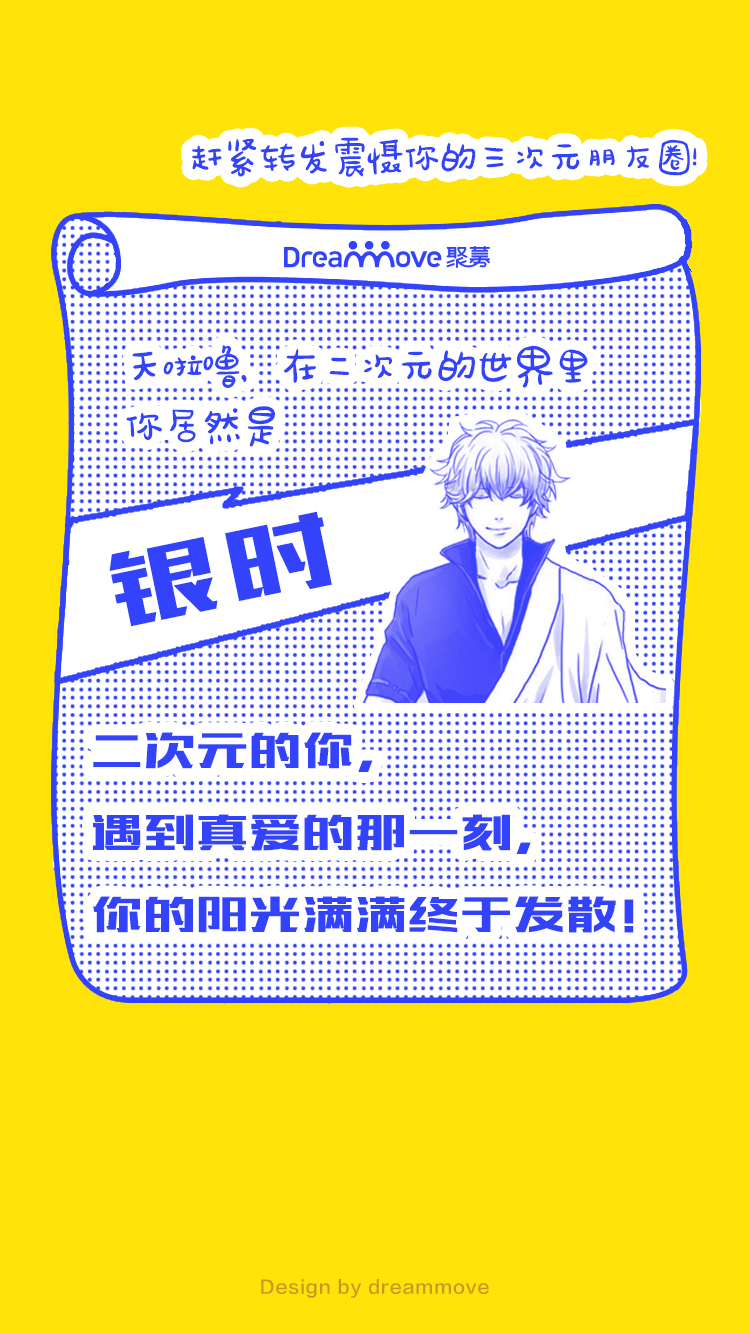 赶紧转发震慑你的三次元朋友圈!
Dreammove聚募
天啦噜,在二次元的世界里
你居然是
银时
二次元的你,
遇到真爱的那一刻,
你的阳光满满终于发散!
Design by dreammove